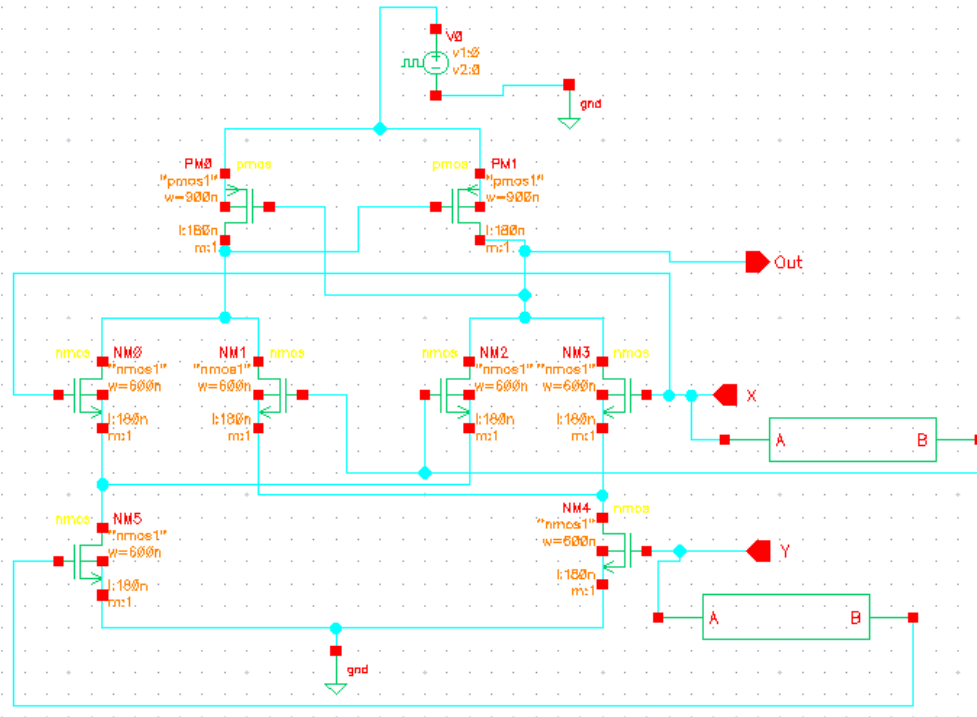 V0
v1:0
v2:0
gnd
PM0
pmos
"pmos1"
w=900n
l:180n
m:1
pmos
PM1
"pmos1"
w=900n
l:180n
m:1
Out
nmos
NM0
"nmos1"
w=600n
l:180n
m:1
NM1
nmos
"nmos1"
w=600n
l:180n
m:1
nmos
NM2
"nmos1"
w=600n
l:180n
m:1
NM3
nmos
"nmos1"
w=600n
l:180n
m:1
X
A
B
nmos
NM5
"nmos1"
w=600n
l:180n
m:1
NM4
nmos
"nmos1"
w=600n
l:180n
m:1
Y
A
B
gnd